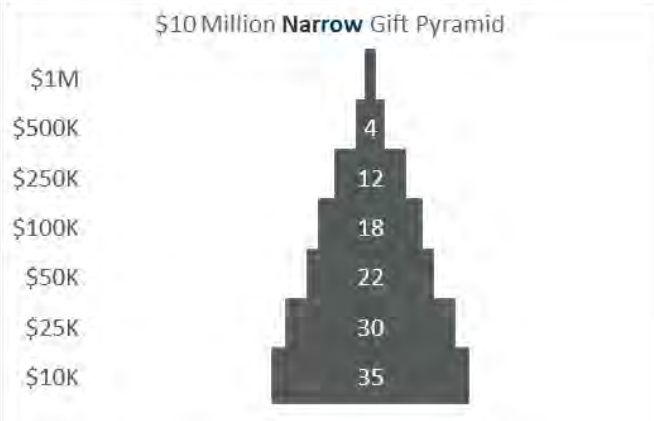 $10 Million Narrow Gift Pyramid
$1M
$500K 4
$250K 12
$100K 18
$50K 22
$25K 30
$10K 35